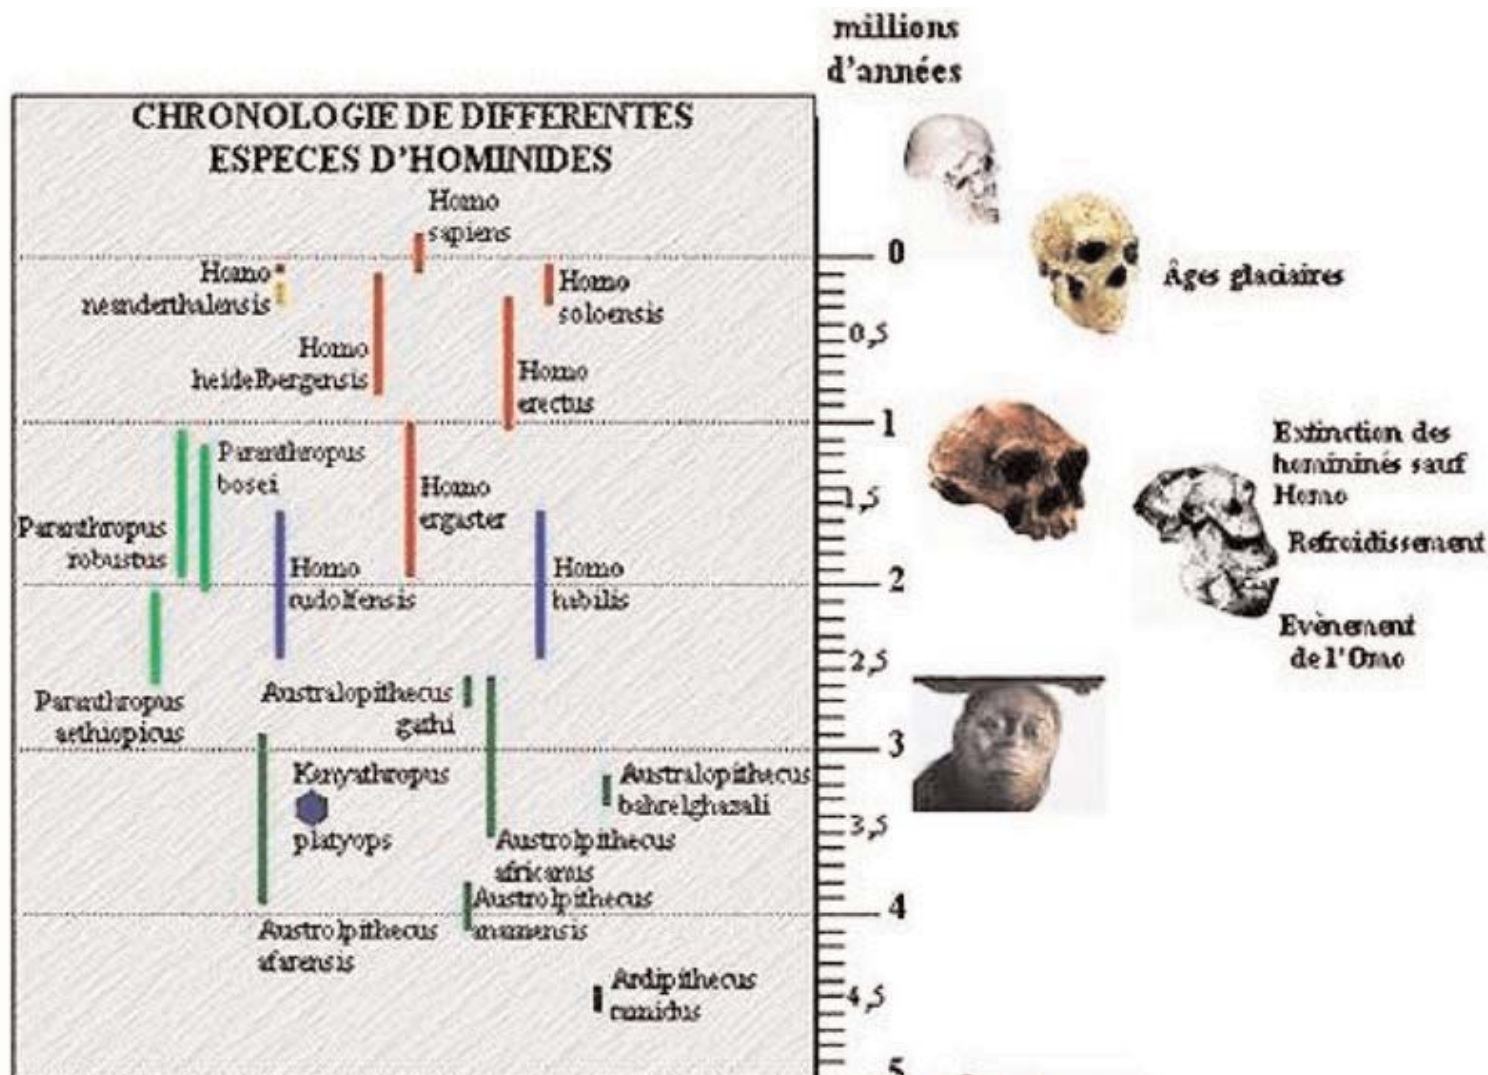 millions
d'années
CHRONOLOGIE DE DIFFERENTES
ESPECES D'HOMINIDES
Homo
sapiens
0
Homo
neanderthalensis
Homo
soloensis
Âges glaciaires
0,5
Homo
heidelbergensis
Homo
erectus
1
Paranthropus
bosei
Homo
ergaster
1,5
Extinction des
homininés sauf
Homo
Paranthropus
robustus
Refroidissement
Homo
rudolfensis
Homo
habilis
2
Evènement
de l'Omo
2,5
Paranthropus
aethiopicus
Australopithecus
garhi
3
Kenyathropus
platyops
Australopithecus
bahrelghazali
3,5
Austrolpithecus
africanus
Austrolpithecus
anamensis
4
Austrolpithecus
afarensis
Ardipithecus
ramidus
4,5
5